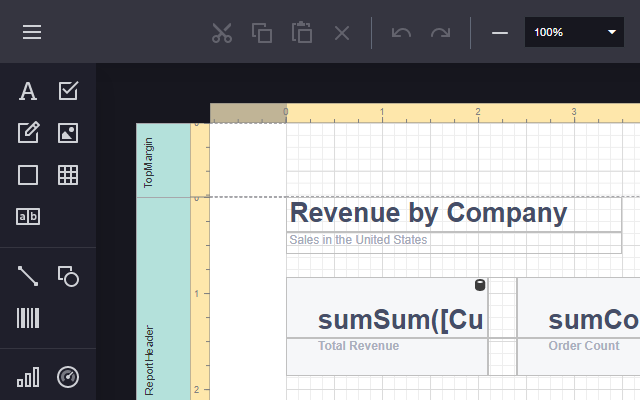 100%
A
a b
0 1 2 3
TopMargin
0
Revenue by Company
Sales in the United States
1
sumSum([Cu
sumCo
Total Revenue
Order Count
ReportHeader
2